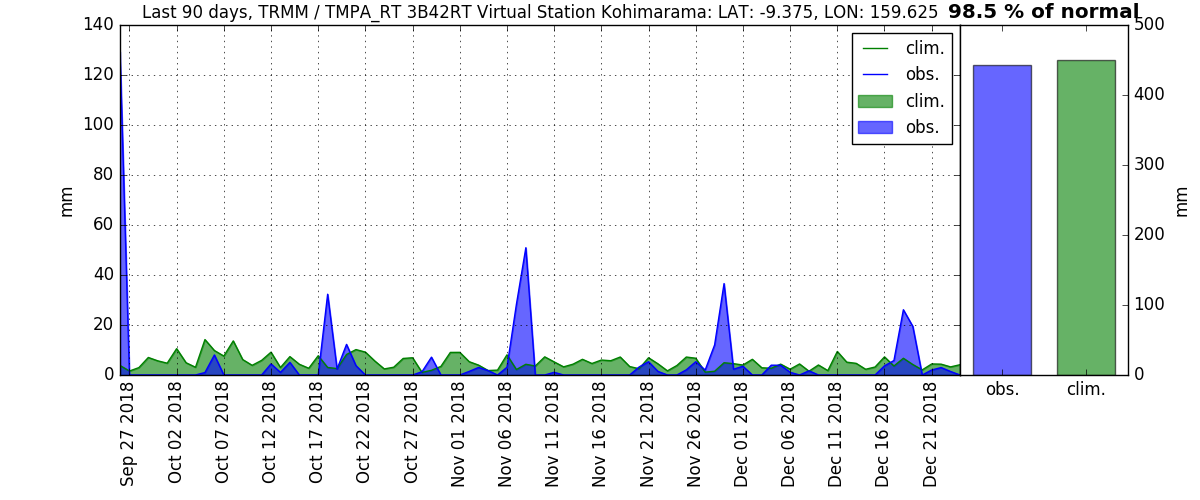 Last 90 days, TRMM / TMPA_RT 3B42RT Virtual Station Kohimarama: LAT: -9.375, LON: 159.625 98.5 % of normal
140
120
100
80
60
40
20
0
mm
clim.
obs.
clim.
obs.
Sep 27 2018
Oct 02 2018
Oct 07 2018
Oct 12 2018
Oct 17 2018
Oct 22 2018
Oct 27 2018
Nov 01 2018
Nov 06 2018
Nov 11 2018
Nov 16 2018
Nov 21 2018
Nov 26 2018
Dec 01 2018
Dec 06 2018
Dec 11 2018
Dec 16 2018
Dec 21 2018
500
400
300
200
100
0
mm
obs.
clim.